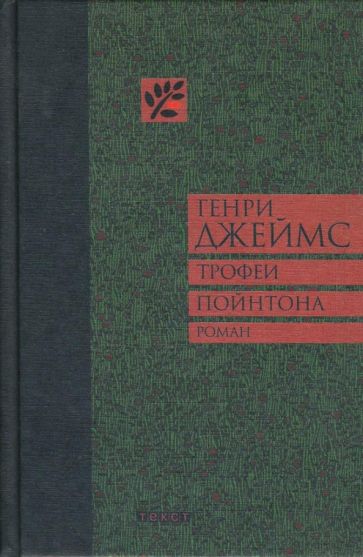 ГЕНРИ
ДЖЕЙМС
ТРОФЕИ
ПОЙНТОНА
РОМАН
текст